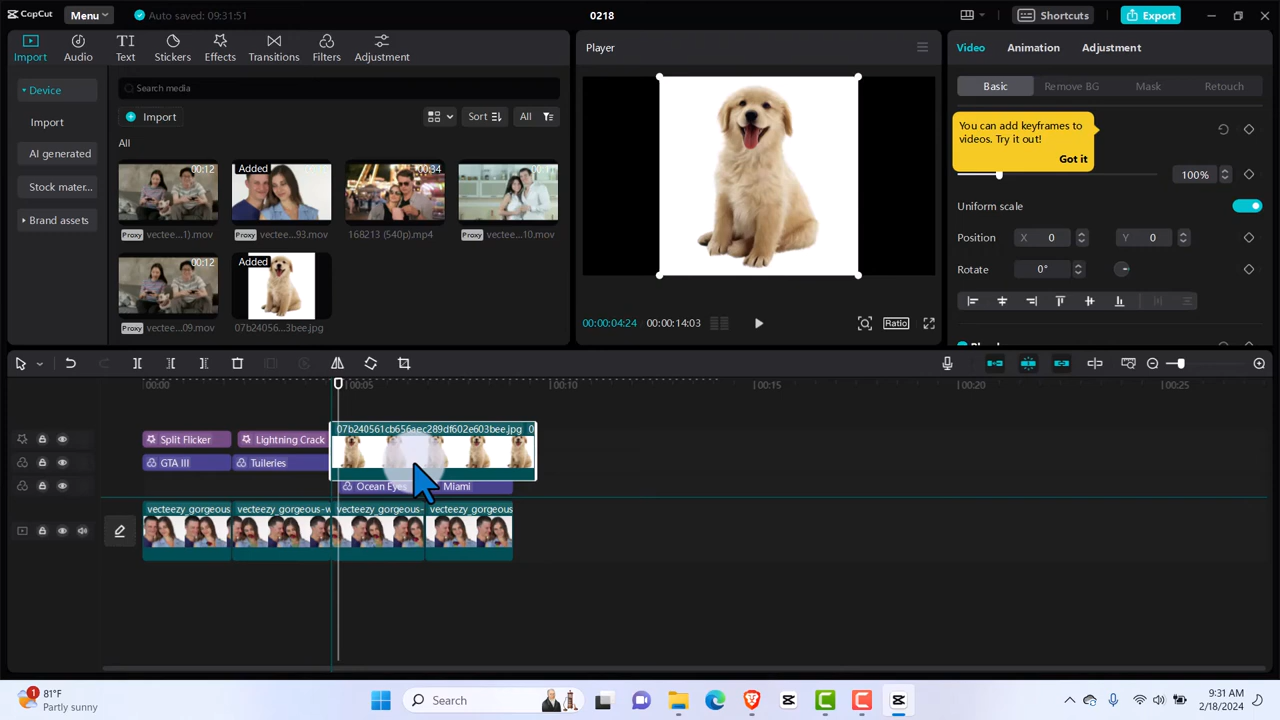 CapCut
Menu
Auto saved: 09:31:51
0218
Shortcuts
Export
Import
Audio
Text
Stickers
Effects
Transitions
Filters
Adjustment
Device
Import
AI generated
Stock mater...
Brand assets
Search media
Import
Sort
All
All
00:12
Added
00:34
Proxy
vectee...1).mov
Proxy
vectee...93.mov
168213 (540p).mp4
Proxy
vectee...10.mov
00:12
Added
Proxy
vectee...09.mov
07b24056...3bee.jpg
Player
00:00:04:24
00:00:14:03
Ratio
Video
Animation
Adjustment
Basic
Remove BG
Mask
Retouch
You can add keyframes to
videos. Try it out!
Got it
100%
Uniform scale
Position
X
0
Y
0
Rotate
0°
00:00
00:05
00:10
00:15
00:20
00:25
07b240561cb656aec289df602e603bee.jpg
0
Split Flicker
Lightning Crack
GTA III
Tuileries
Ocean Eyes
Miami
vecteezy_gorgeous
vecteezy_gorgeous-w
vecteezy_gorgeous-
vecteezy_gorgeous
1
81°F
Partly sunny
Search
9:31 AM
2/18/2024